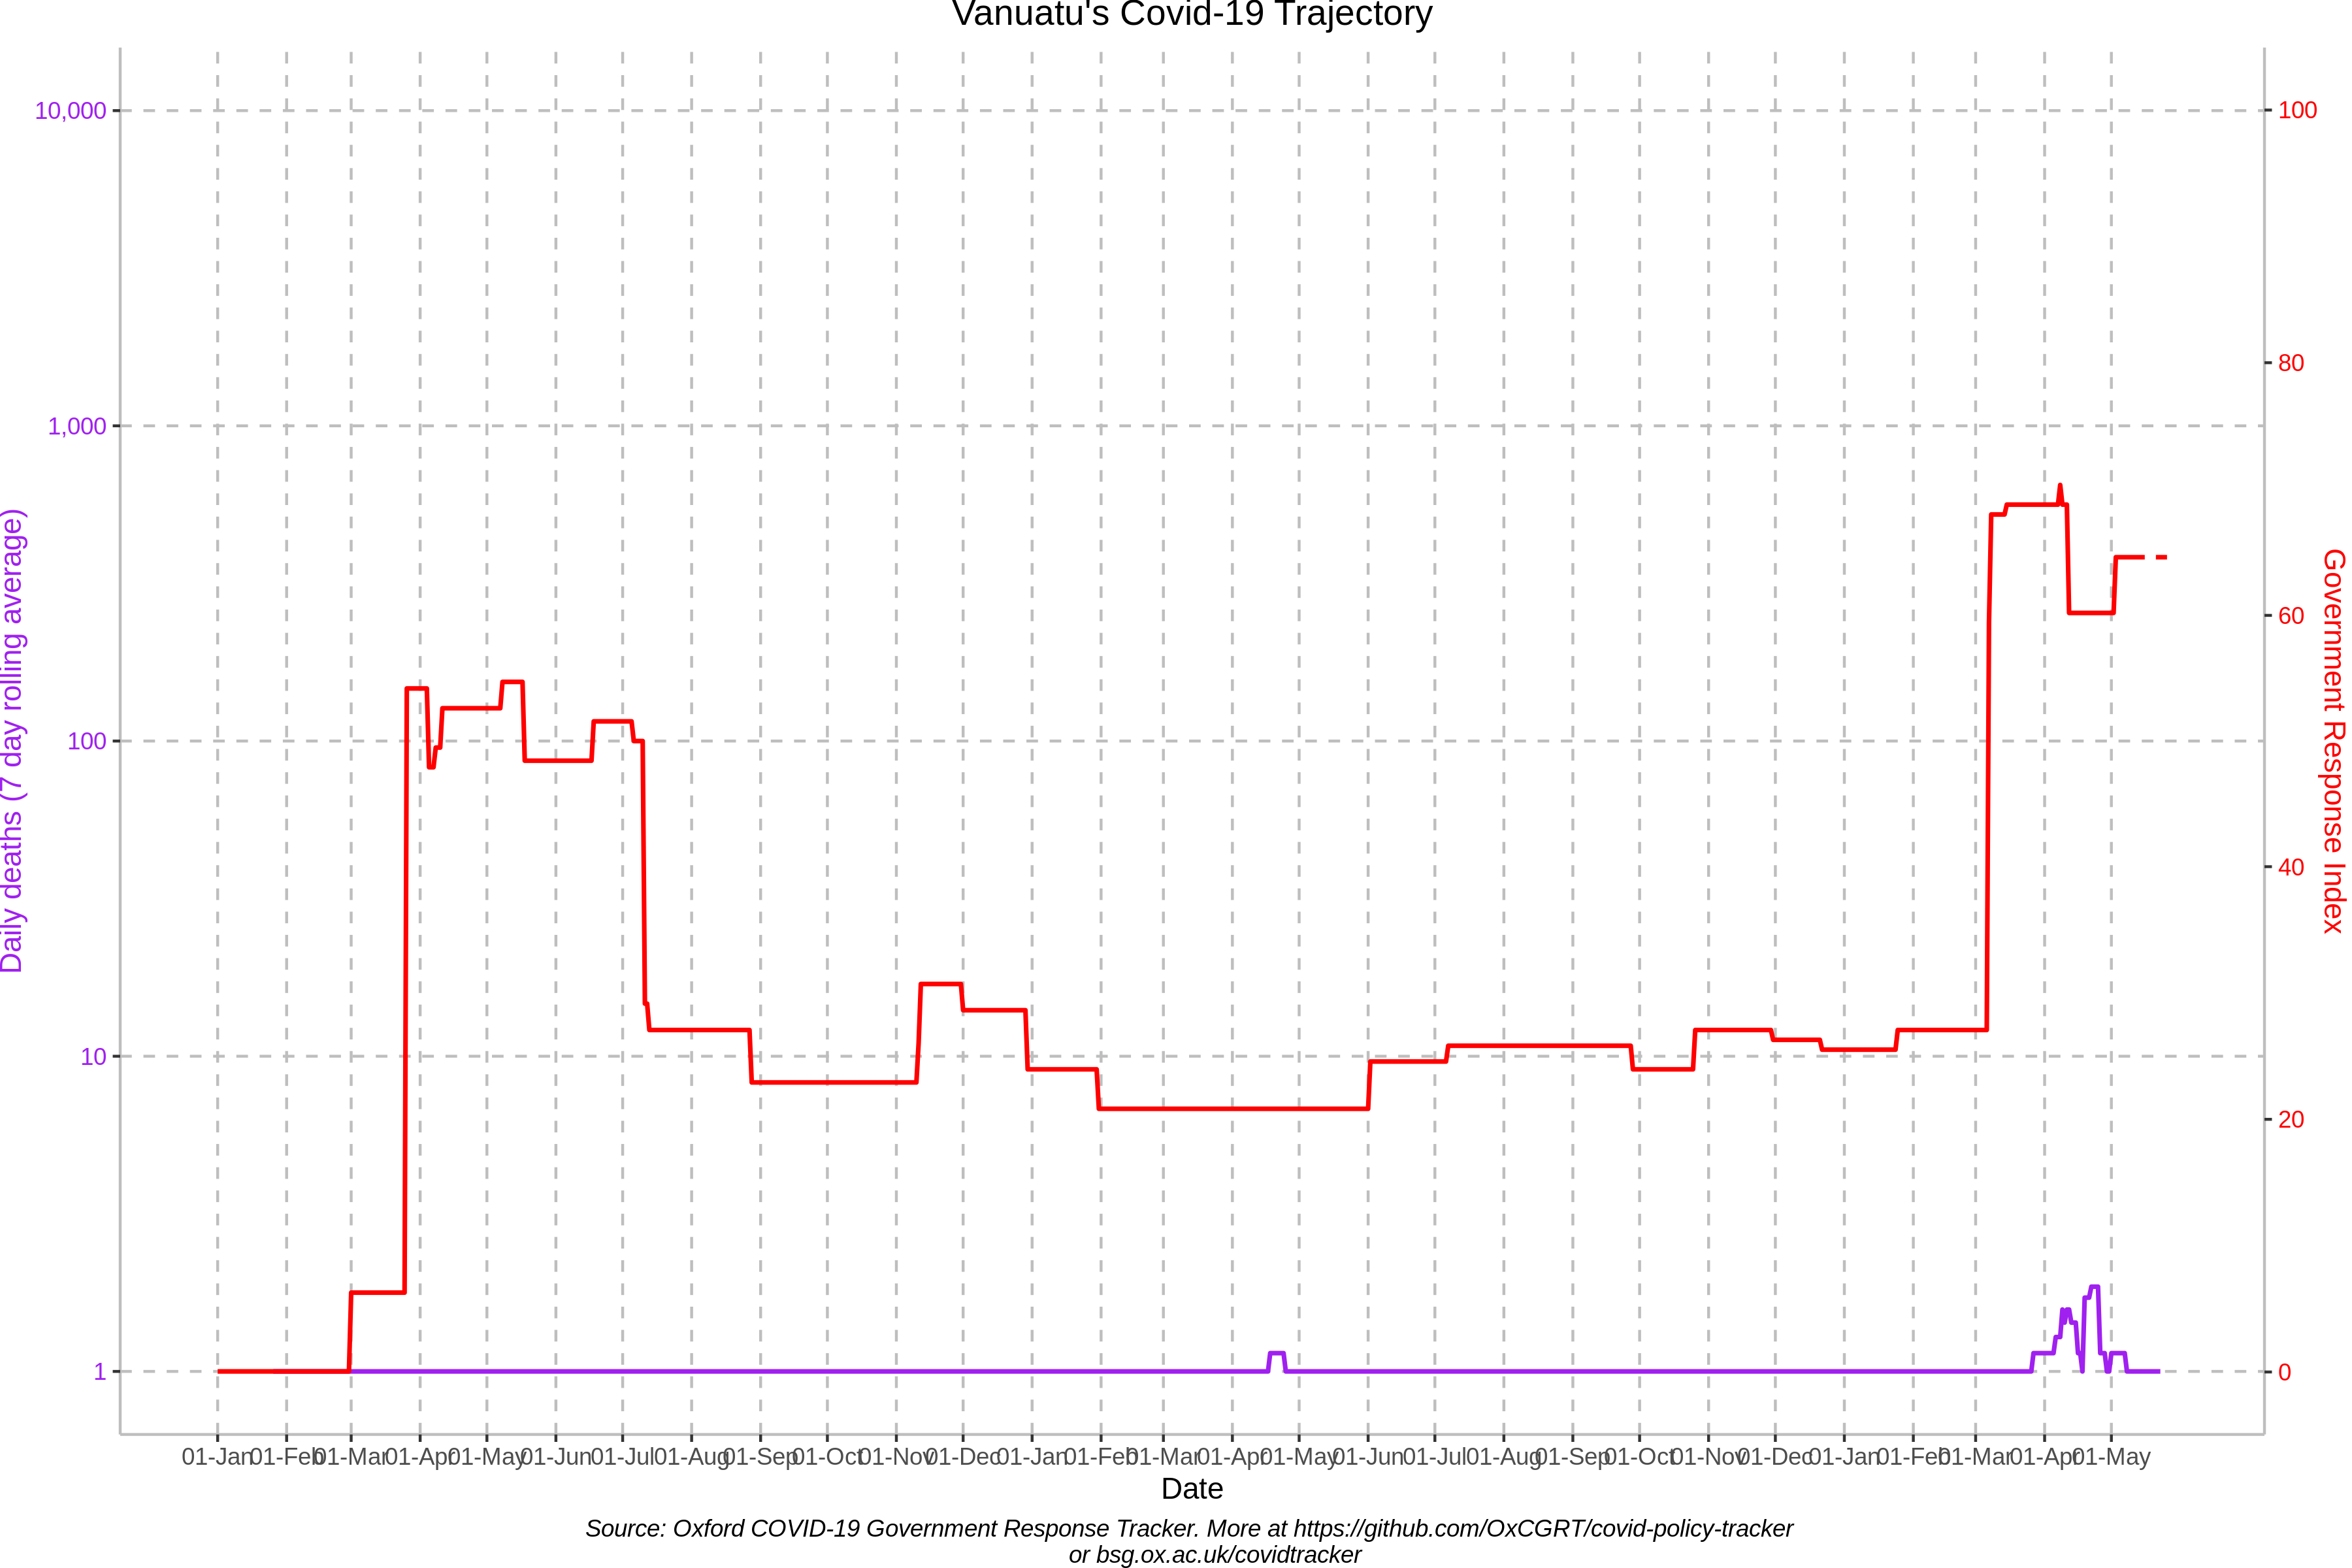 Vanuatu's Covid-19 Trajectory
10,000
1,000
100
10
1
Daily deaths (7 day rolling average)
100
80
60
40
20
0
Government Response Index
01-Jan 01-Feb 01-Mar 01-Apr 01-May 01-Jun 01-Jul 01-Aug 01-Sep 01-Oct 01-Nov 01-Dec 01-Jan 01-Feb 01-Mar 01-Apr 01-May 01-Jun 01-Jul 01-Aug 01-Sep 01-Oct 01-Nov 01-Dec 01-Jan 01-Feb 01-Mar 01-Apr 01-May
Date
Source: Oxford COVID-19 Government Response Tracker. More at https://github.com/OxCGRT/covid-policy-tracker
or bsg.ox.ac.uk/covidtracker